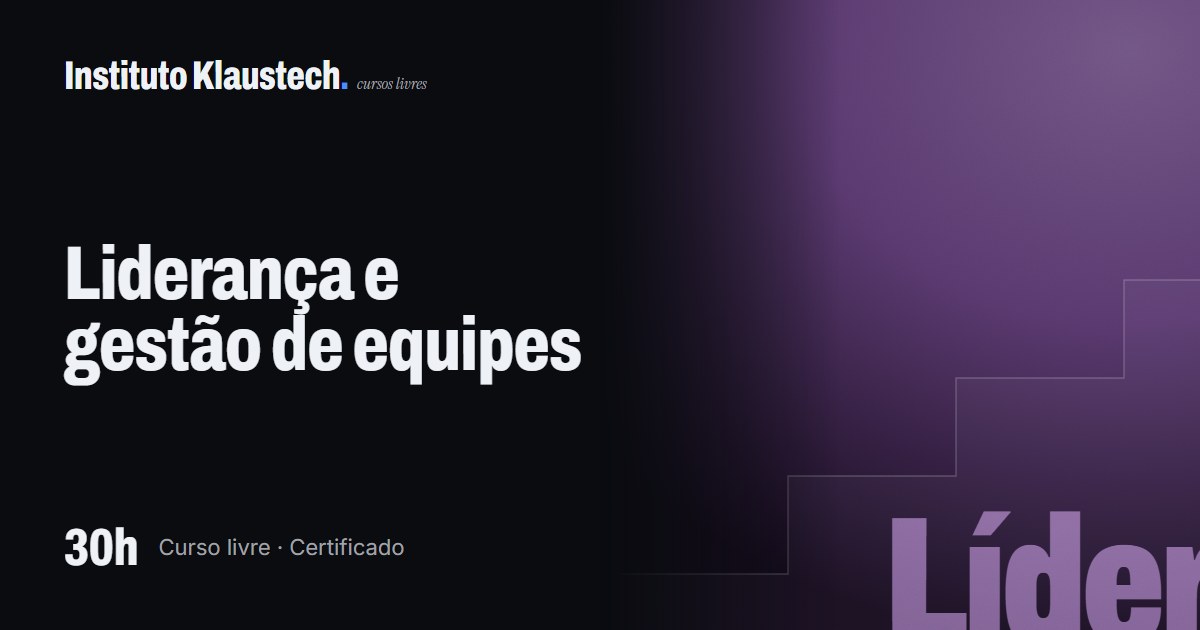 Instituto Klaustech. cursos livres
Liderança e
gestão de equipes
30h Curso livre · Certificado
Líder